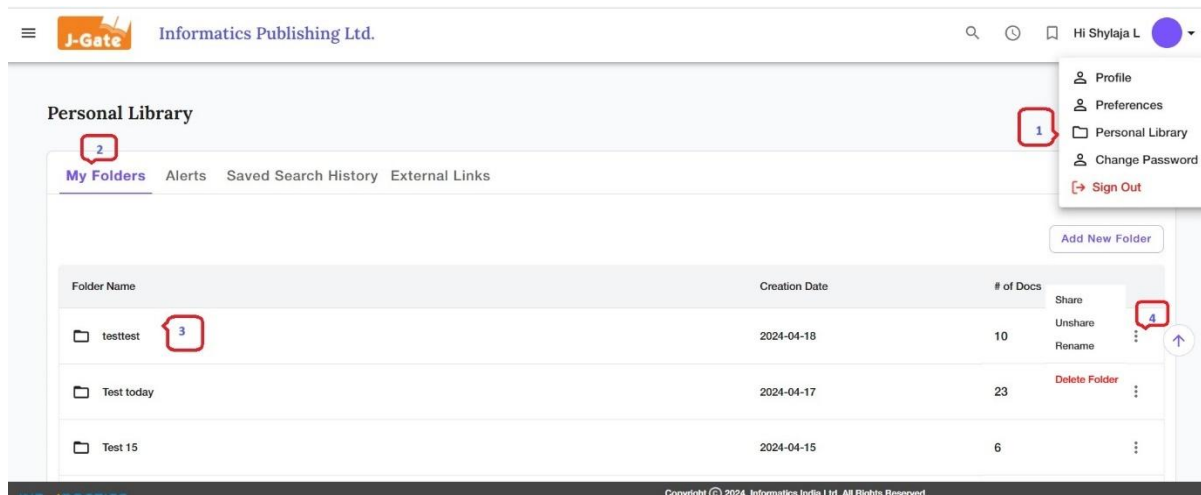 J-Gate
Informatics Publishing Ltd.
Hi Shylaja L
Profile
Preferences
1
Personal Library
Change Password
Sign Out
Personal Library
2
My Folders Alerts Saved Search History External Links
Add New Folder
Folder Name Creation Date # of Docs
Share
Unshare
Rename
Delete Folder
4
testtest 3 2024-04-18 10
Test today 2024-04-17 23
Test 15 2024-04-15 6
Copyright © 2024 Informatics India Ltd. All Rights Reserved